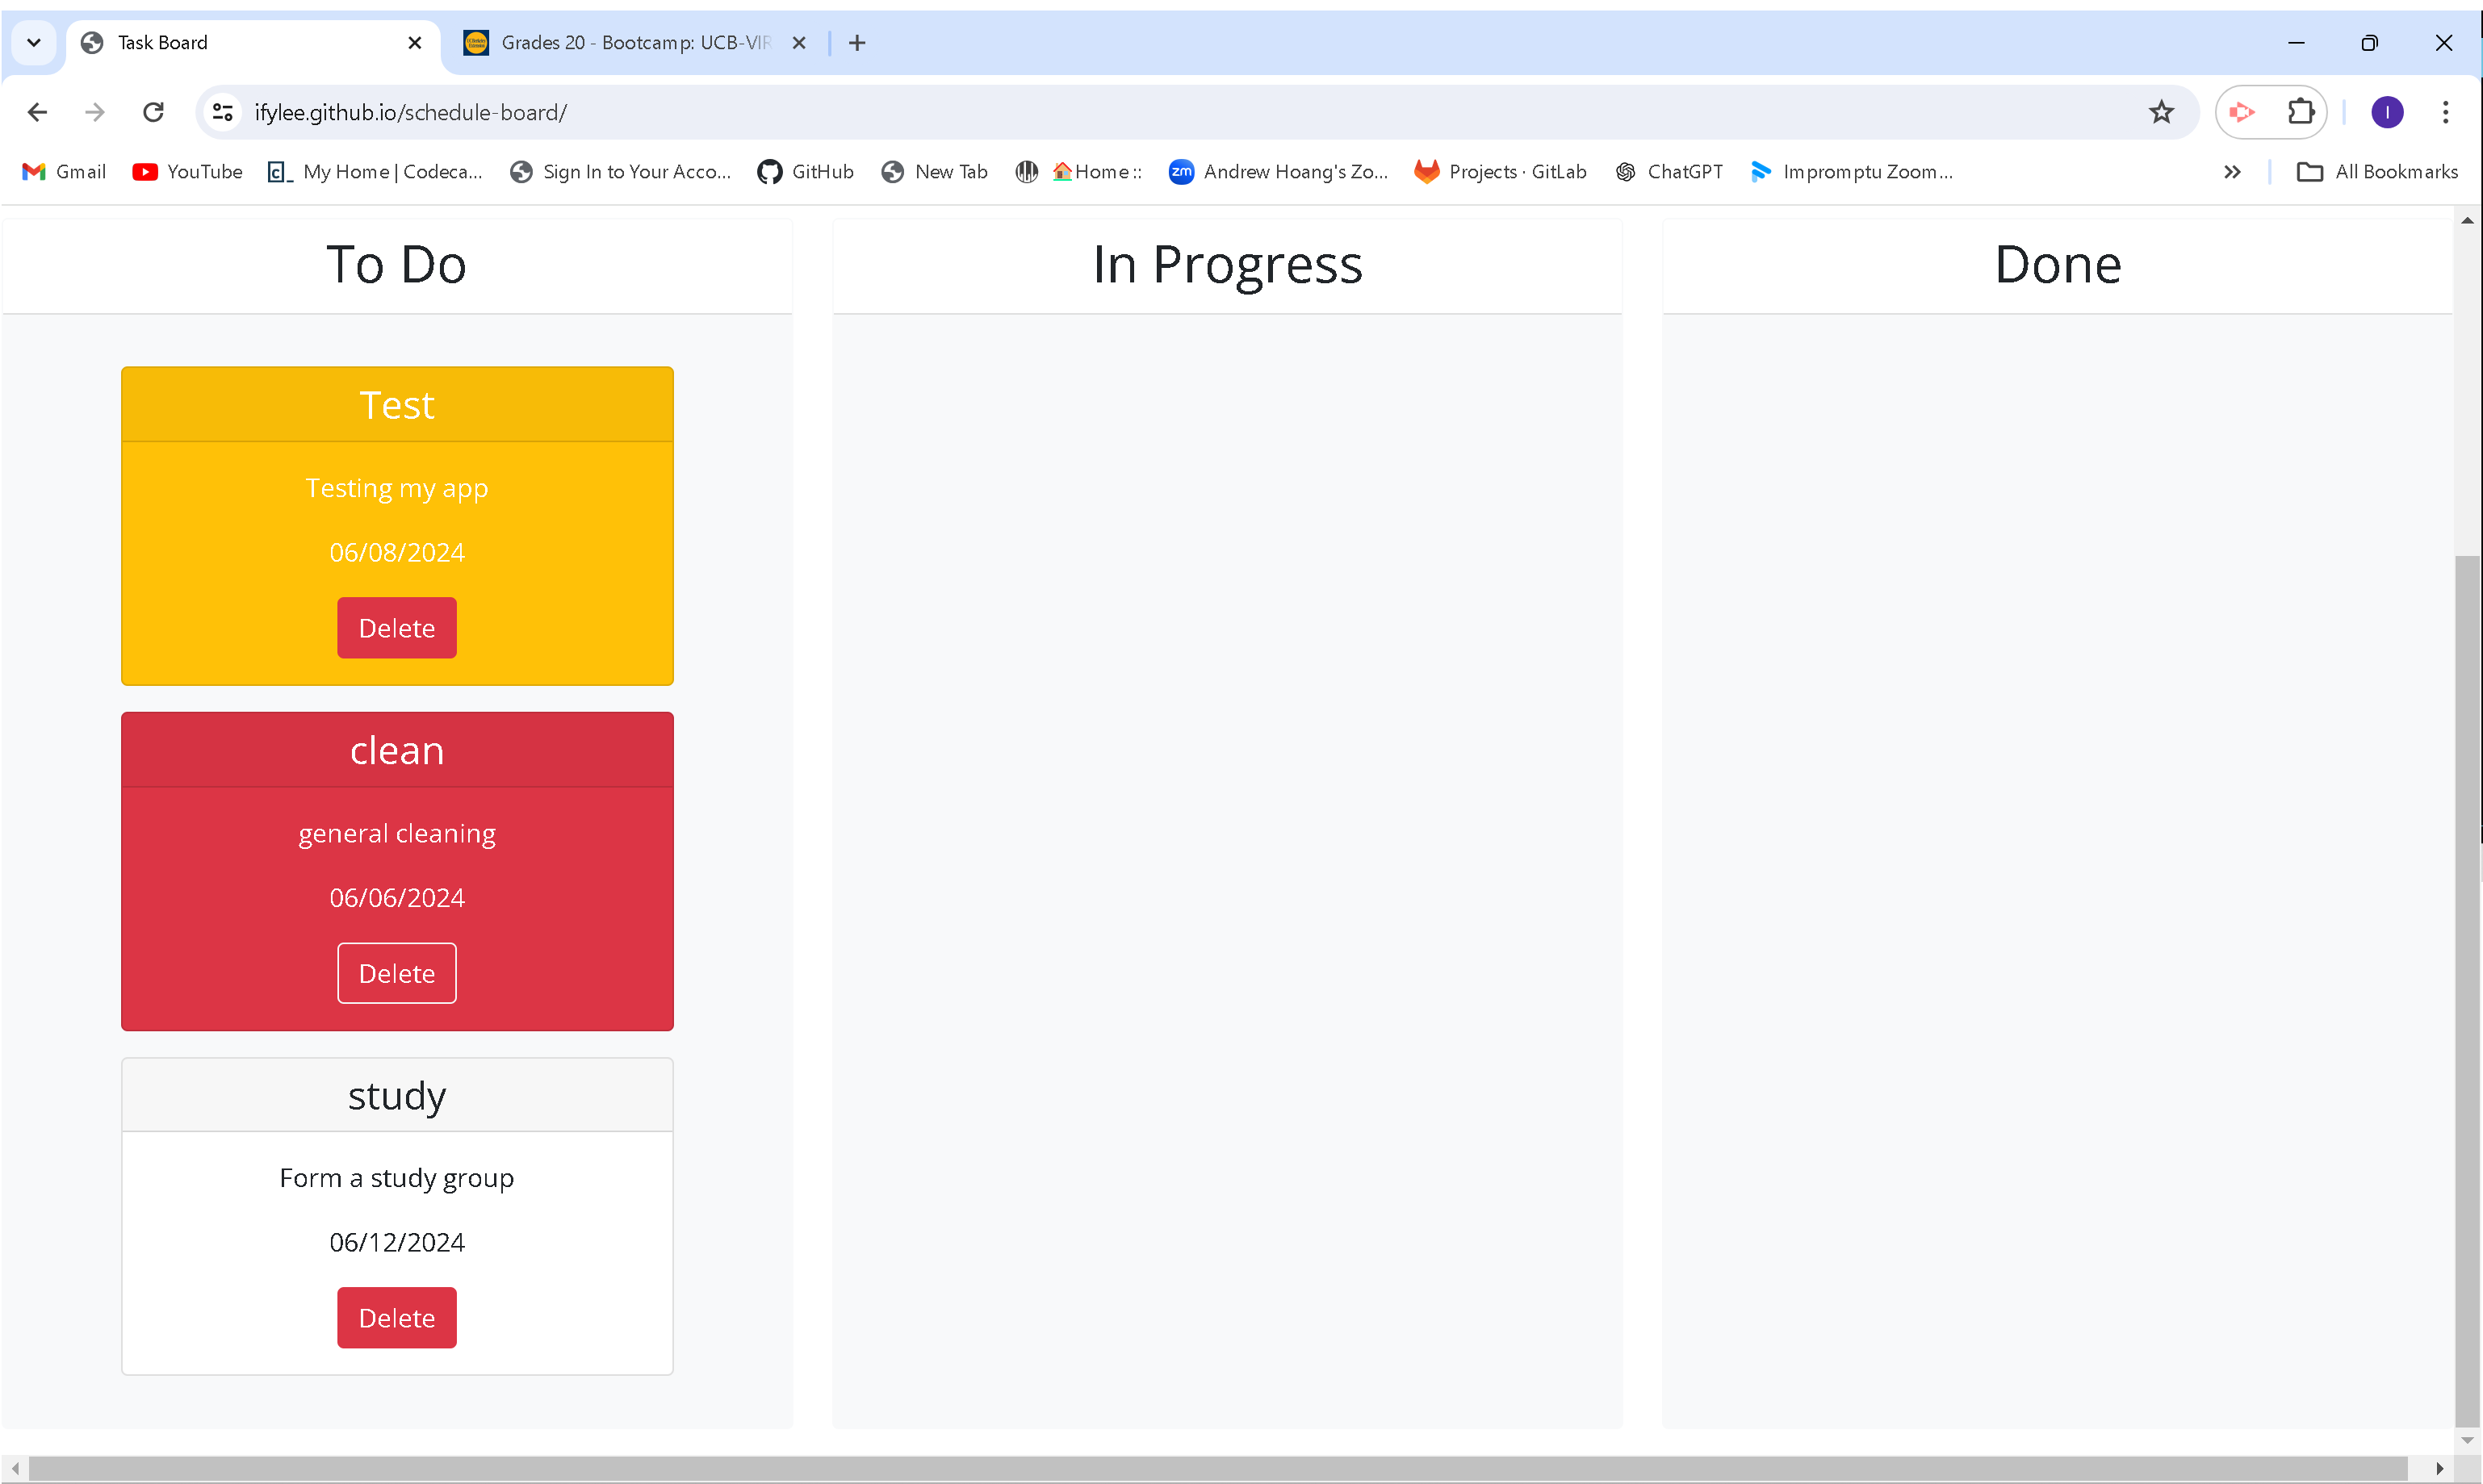 Task Board
Grades 20 - Bootcamp: UCB-VIR
ifylee.github.io/schedule-board/
Gmail YouTube My Home | Codeca... Sign In to Your Acco... GitHub New Tab Home :: Andrew Hoang's Zo... Projects · GitLab ChatGPT Impromptu Zoom... All Bookmarks
To Do
In Progress
Done
Test
Testing my app
06/08/2024
Delete
clean
general cleaning
06/06/2024
Delete
study
Form a study group
06/12/2024
Delete